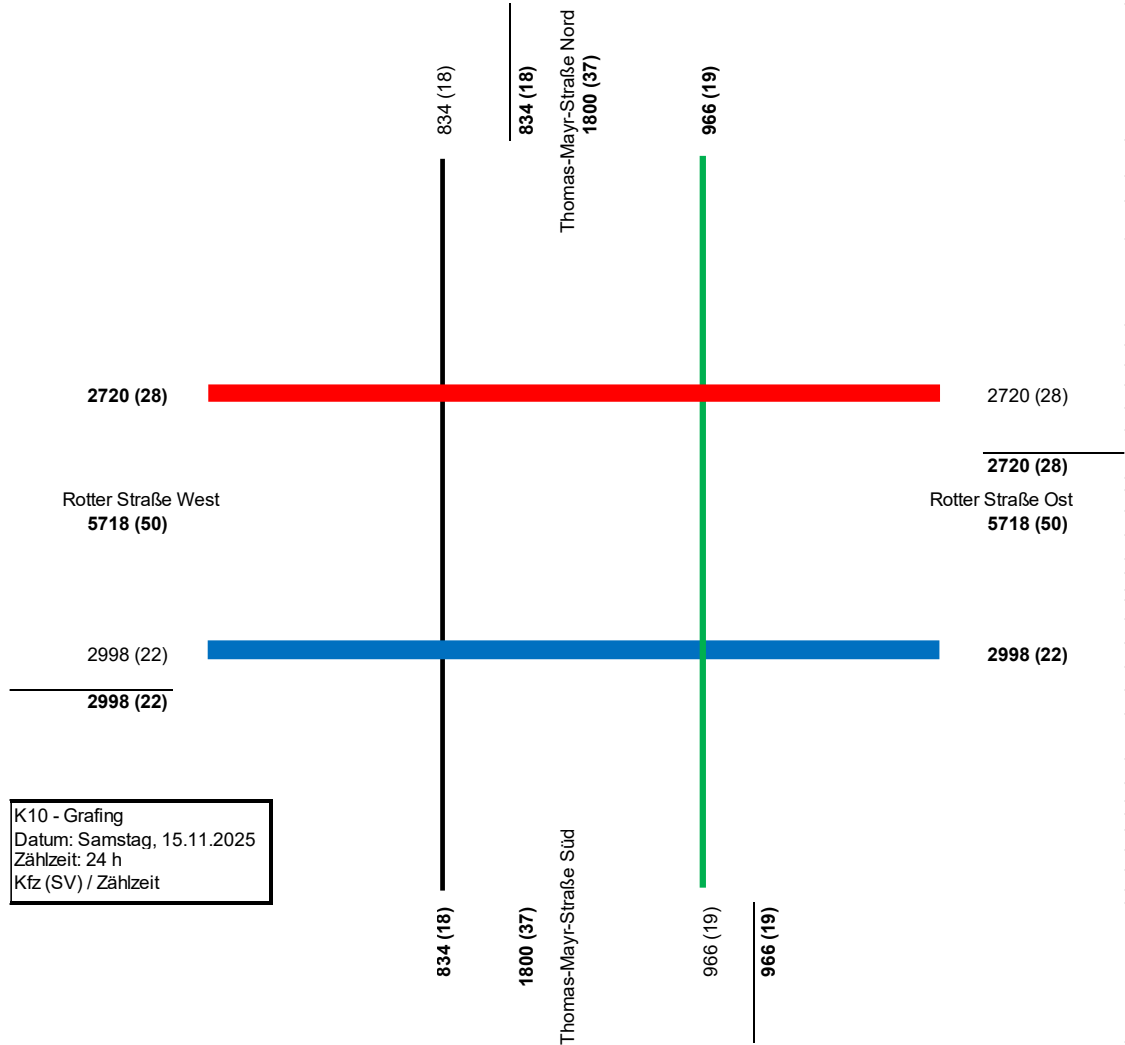 834 (18)
834 (18)
Thomas-Mayr-Straße Nord
1800 (37)
966 (19)
2720 (28)
2720 (28)
2720 (28)
Rotter Straße West
5718 (50)
Rotter Straße Ost
5718 (50)
2998 (22)
2998 (22)
2998 (22)
K10 - Grafing
Datum: Samstag, 15.11.2025
Zählzeit: 24 h
Kfz (SV) / Zählzeit
834 (18)
1800 (37)
Thomas-Mayr-Straße Süd
966 (19)
966 (19)